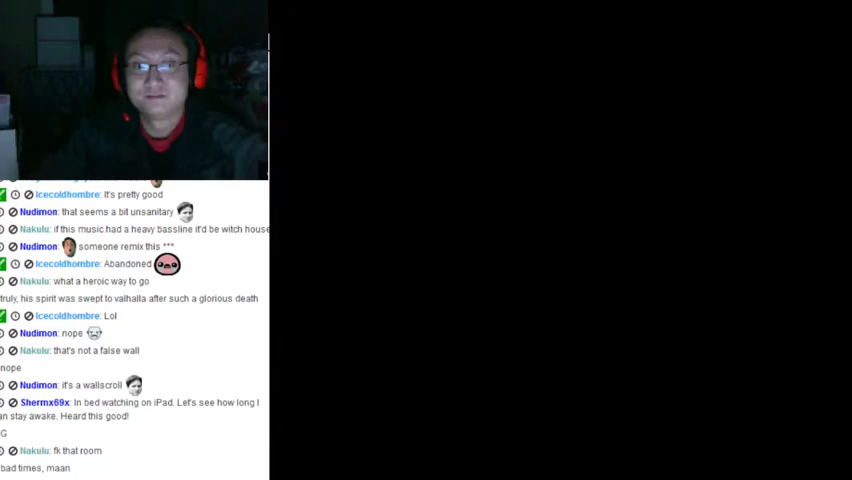 Icecoldhombre: It's pretty good
Nudimon: that seems a bit unsanitary
Nakulu: if this music had a heavy bassline it'd be witch house
Nudimon: someone remix this ***
Icecoldhombre: Abandoned
Nakulu: what a heroic way to go
truly, his spirit was swept to valhalla after such a glorious death
Icecoldhombre: Lol
Nudimon: nope
Nakulu: that's not a false wall
nope
Nudimon: it's a wallscroll
Shermx69x: In bed watching on iPad. Let's see how long I
an stay awake. Heard this good!
G
Nakulu: fk that room
bad times, maan